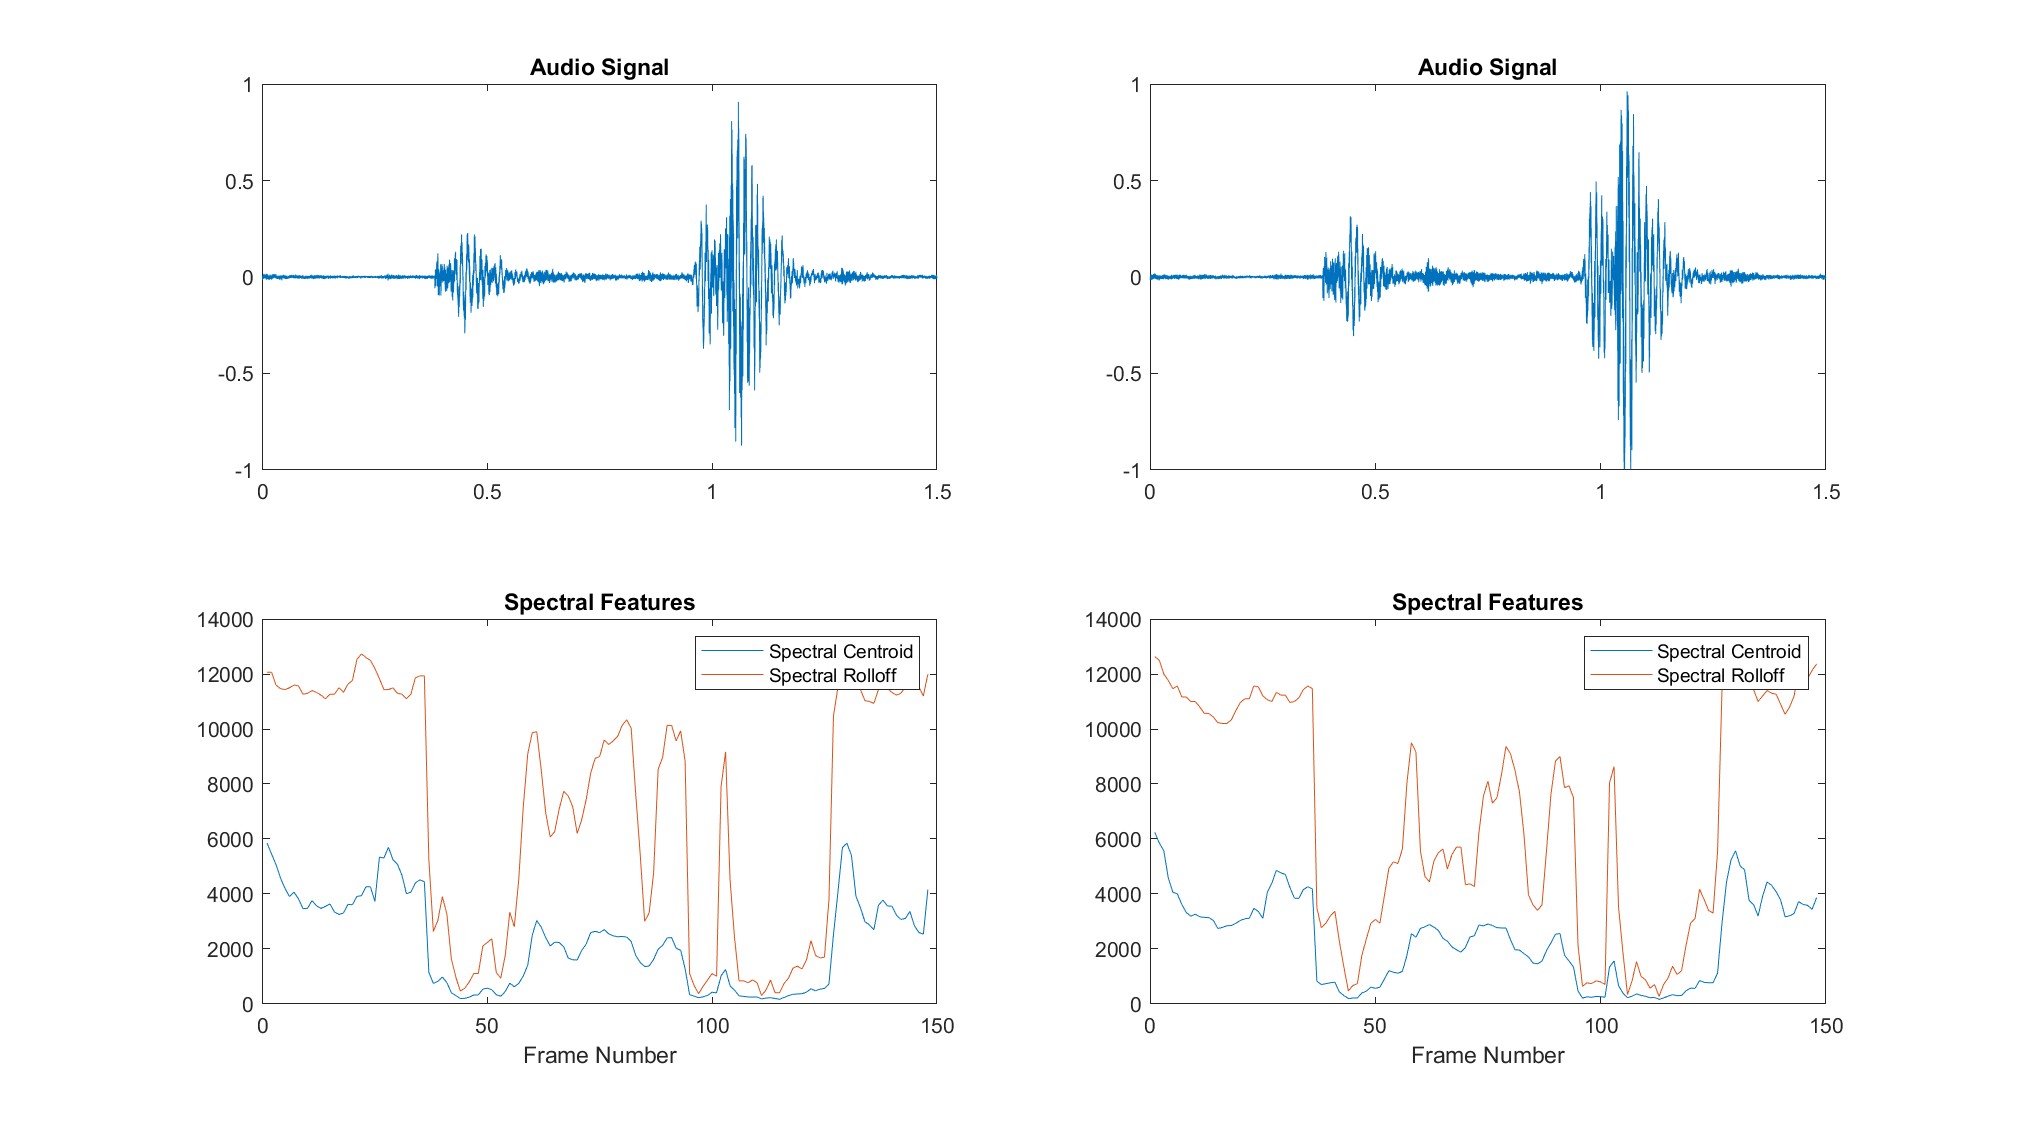 Audio Signal
1
0.5
0
-0.5
-1
0 0.5 1 1.5
Audio Signal
1
0.5
0
-0.5
-1
0 0.5 1 1.5
Spectral Features
14000
12000
10000
8000
6000
4000
2000
0
Spectral Centroid
Spectral Rolloff
0 50 100 150
Frame Number
Spectral Features
14000
12000
10000
8000
6000
4000
2000
0
Spectral Centroid
Spectral Rolloff
0 50 100 150
Frame Number